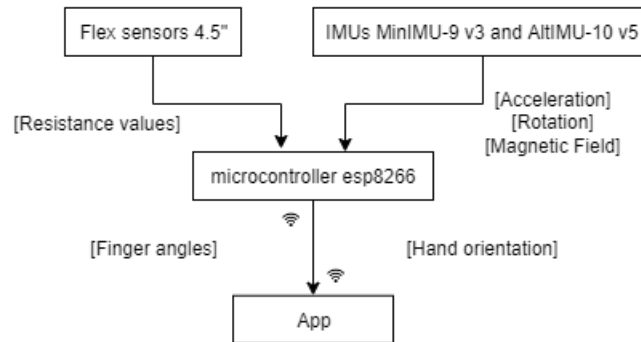 Flex sensors 4.5"
IMUs MinIMU-9 v3 and AltIMU-10 v5
[Resistance values]
[Acceleration]
[Rotation]
[Magnetic Field]
microcontroller esp8266
[Finger angles]
[Hand orientation]
App